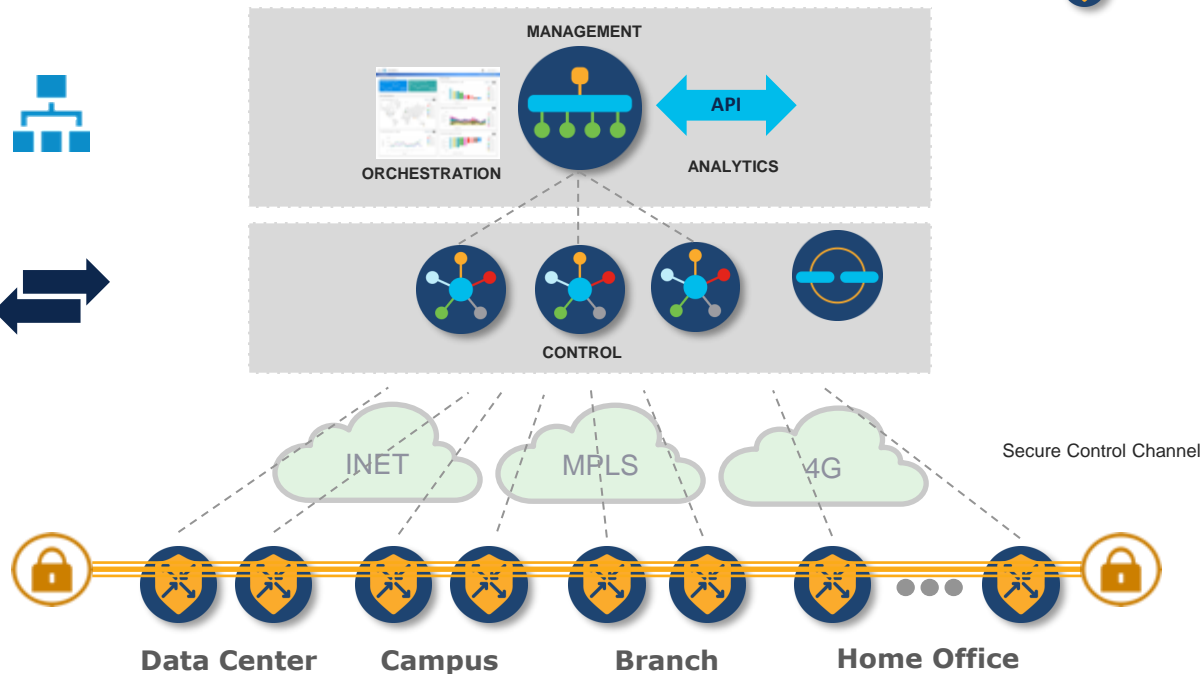 MANAGEMENT
API
ORCHESTRATION
ANALYTICS
CONTROL
INET
MPLS
4G
Secure Control Channel
Data Center
Campus
Branch
Home Office